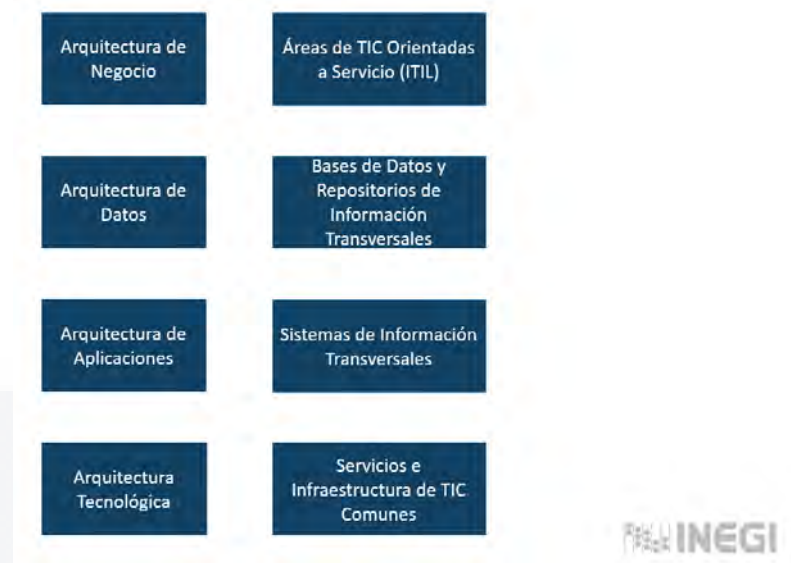 Arquitectura de
Negocio
Áreas de TIC Orientadas
a Servicio (ITIL)
Arquitectura de
Datos
Bases de Datos y
Repositorios de
Información
Transversales
Arquitectura de
Aplicaciones
Sistemas de Información
Transversales
Arquitectura
Tecnológica
Servicios e
Infraestructura de TIC
Comunes
INEGI